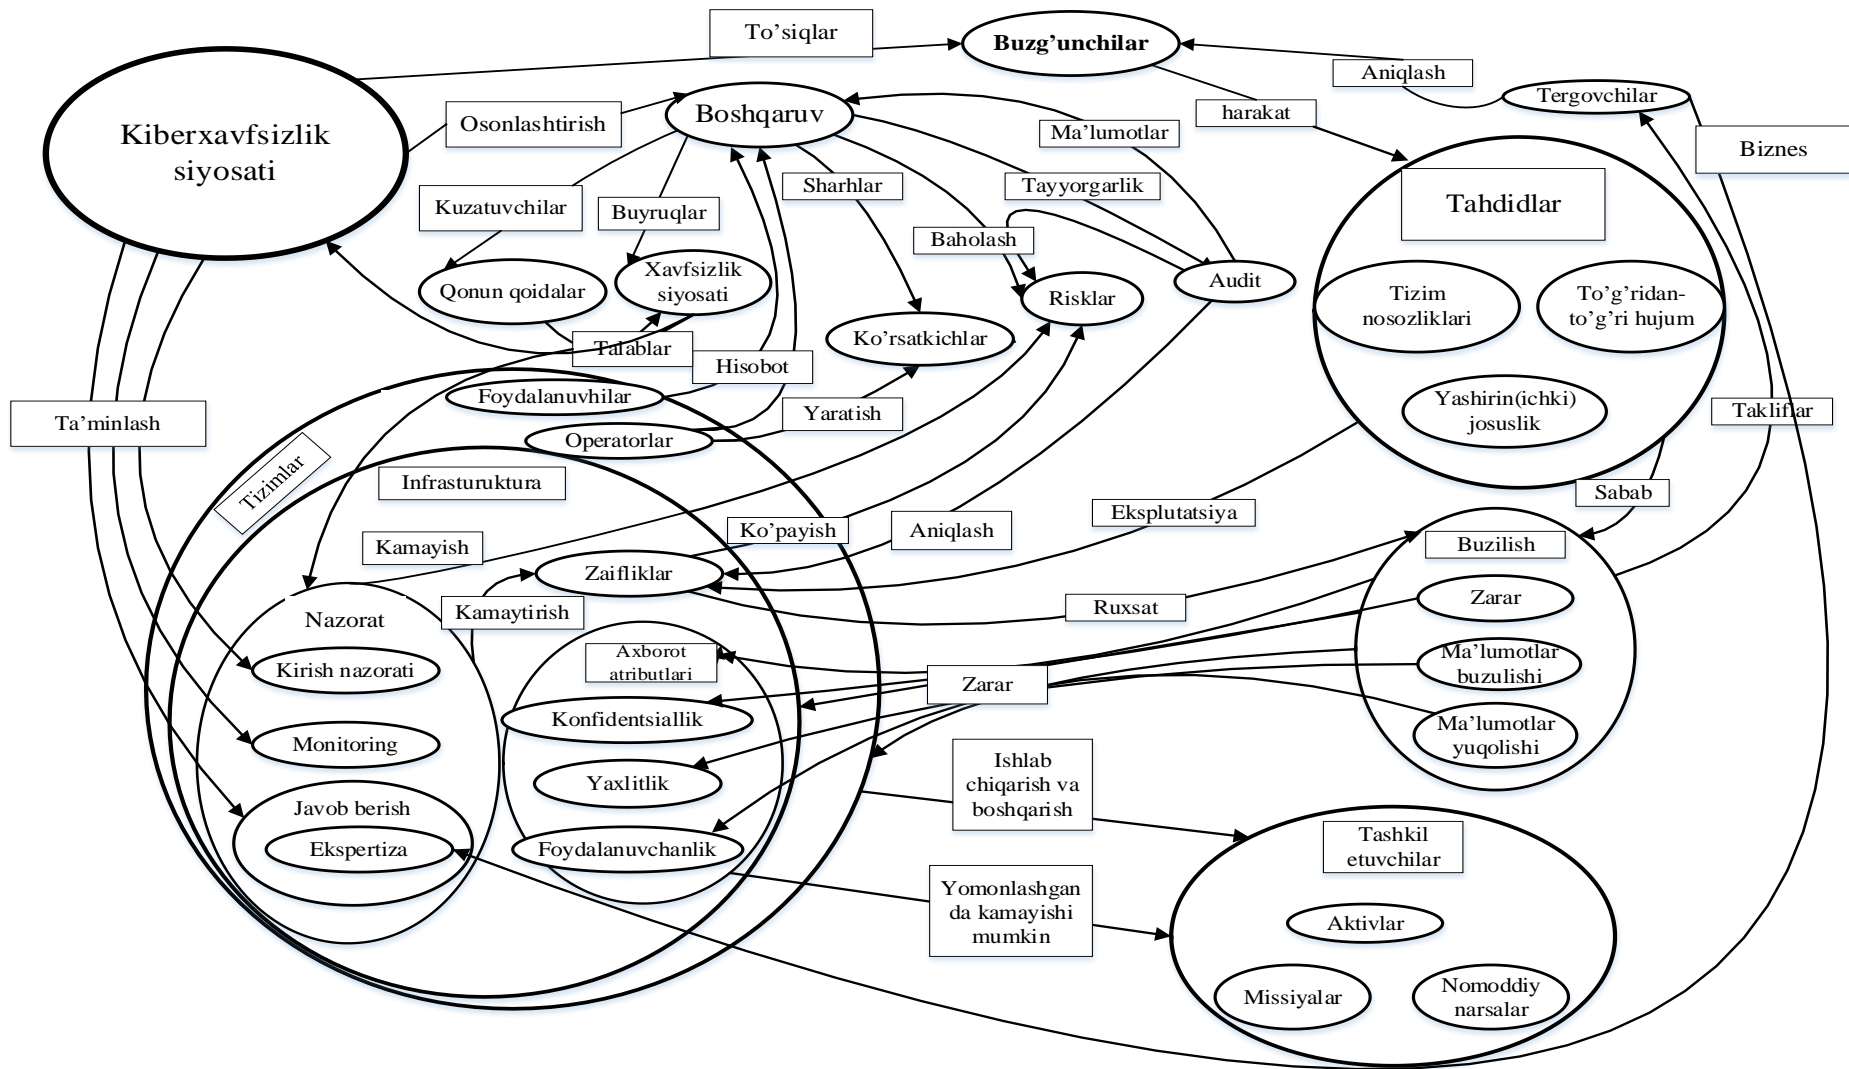 To’siqlar
Buzg’unchilar
Aniqlash
Tergovchilar
Kiberxavfsizlik
siyosati
Osonlashtirish
Boshqaruv
Ma’lumotlar
harakat
Biznes
Kuzatuvchilar
Buyruqlar
Sharhlar
Tayyorgarlik
Tahdidlar
Baholash
Qonun qoidalar
Xavfsizlik
siyosati
Audit
Risklar
Tizim
nosozliklari
To’g’ridan-
to’g’ri hujum
Ko’rsatkichlar
Talablar
Hisobot
Foydalanuvhilar
Yaratish
Yashirin(ichki)
josuslik
Takliflar
Ta’minlash
Operatorlar
Tizimlar
Infrasturuktura
Sabab
Eksplutatsiya
Kamayish
Ko’payish
Aniqlash
Buzilish
Zaifliklar
Kamaytirish
Ruxsat
Zarar
Nazorat
Kirish nazorati
Axborot
atributlari
Zarar
Ma’lumotlar
buzulishi
Konfidentsiallik
Ma’lumotlar
yuqolishi
Monitoring
Yaxlitlik
Ishlab
chiqarish va
boshqarish
Javob berish
Ekspertiza
Foydalanuvchanlik
Tashkil
etuvchilar
Yomonlashgan
da kamayishi
mumkin
Aktivlar
Missiyalar
Nomoddiy
narsalar